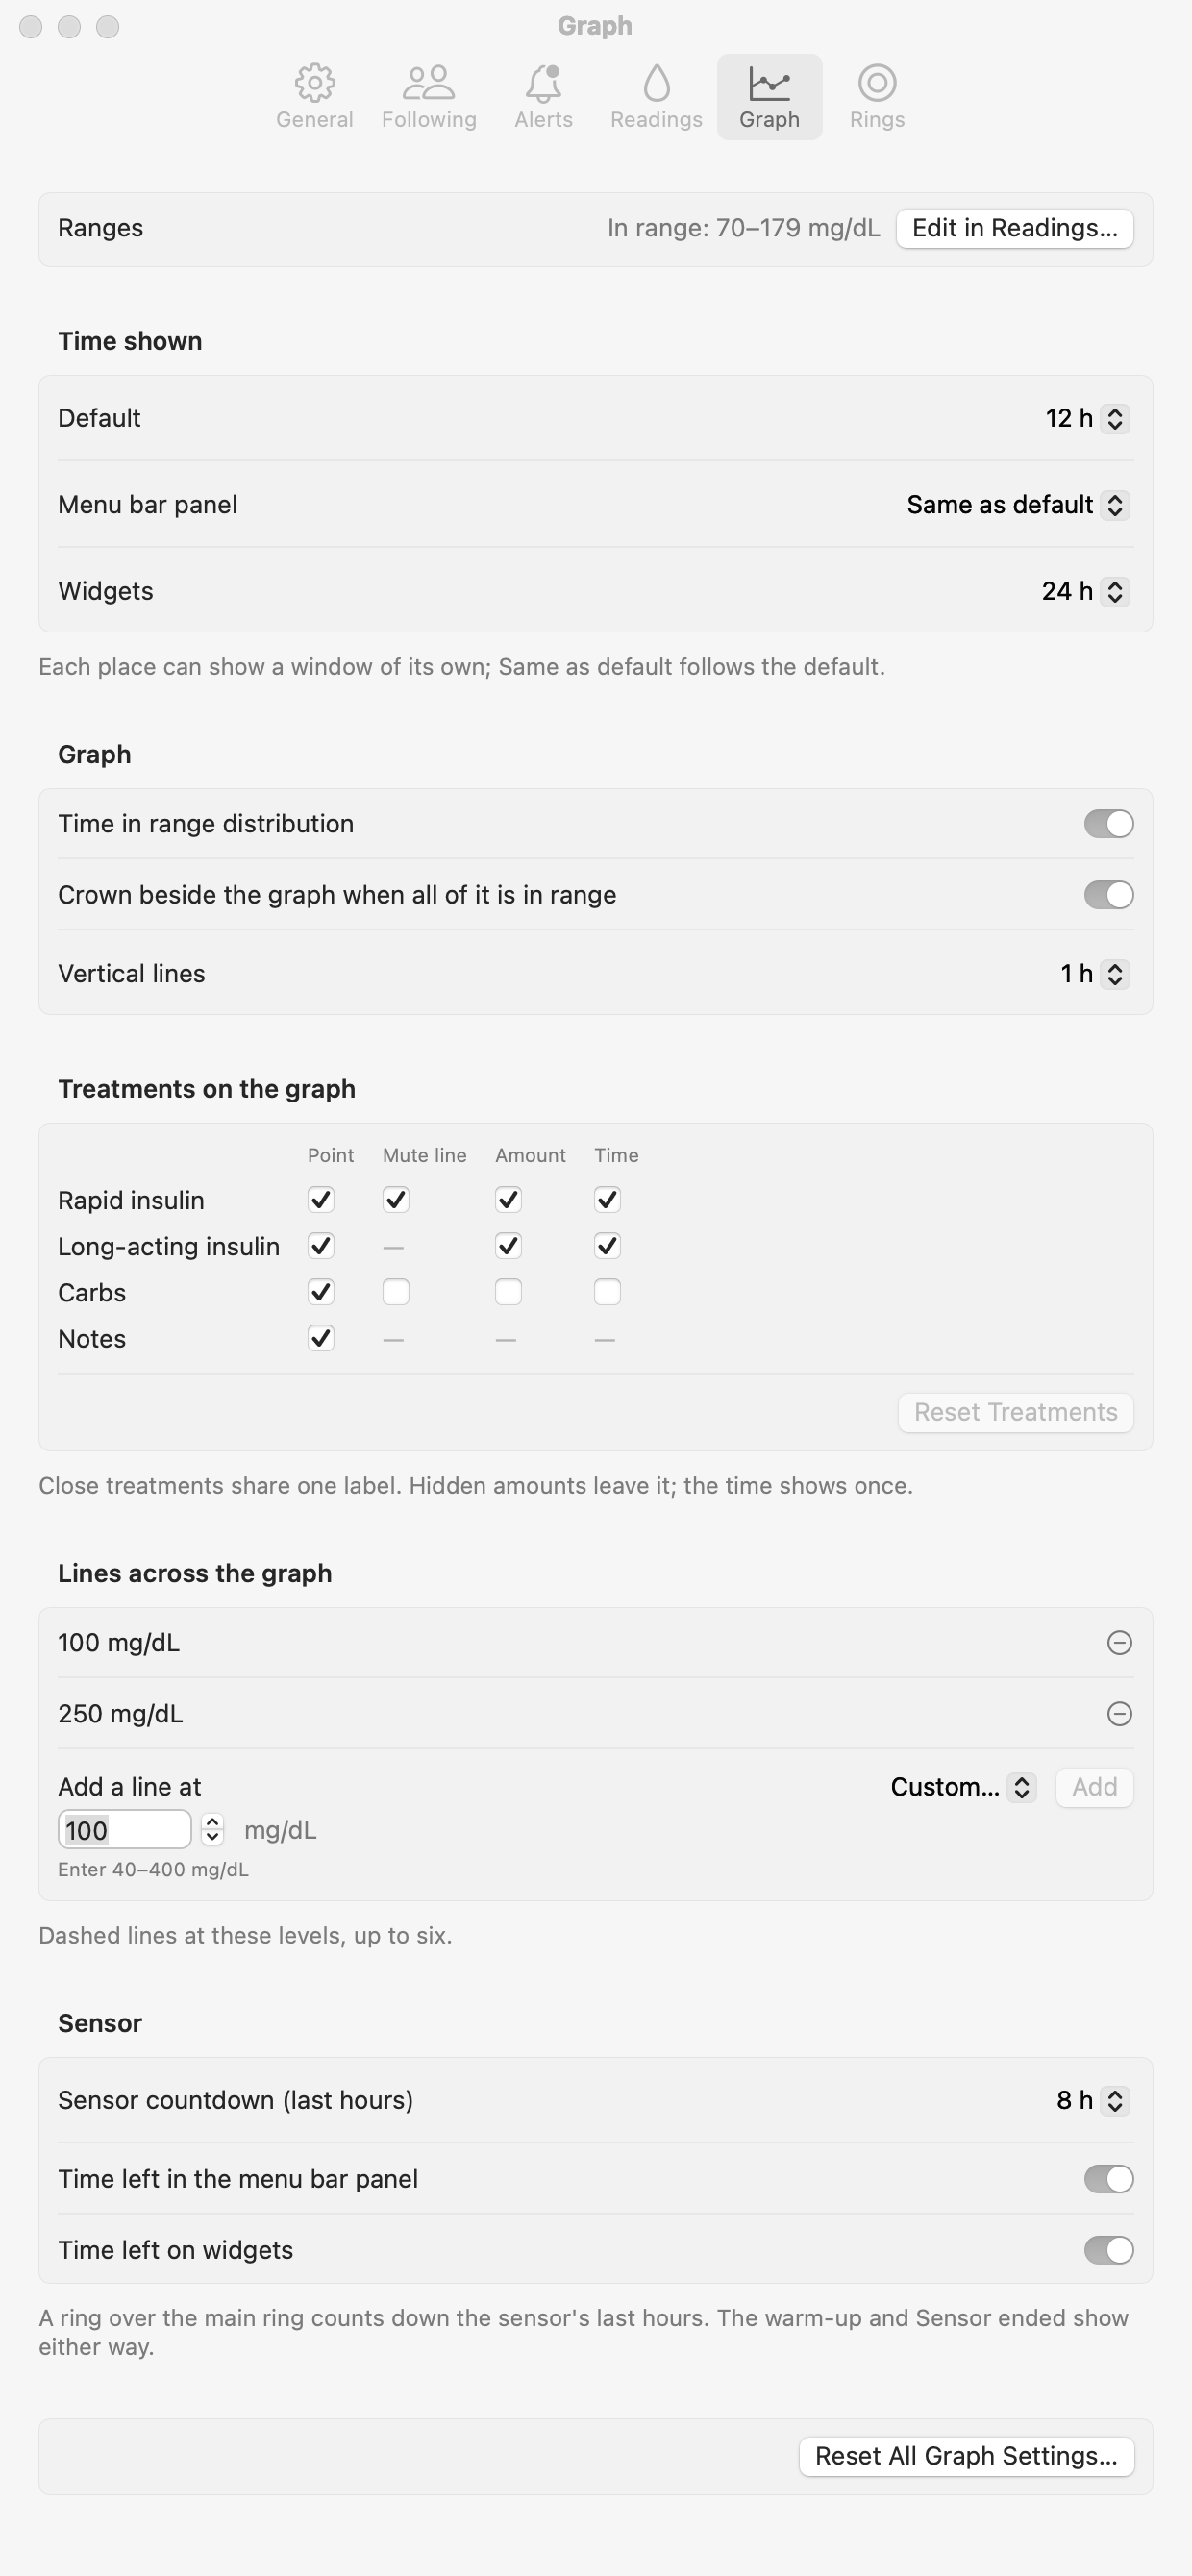 Graph
General Following Alerts Readings Graph Rings
Ranges In range: 70–179 mg/dL Edit in Readings...
Time shown
Default 12 h
Menu bar panel Same as default
Widgets 24 h
Each place can show a window of its own; Same as default follows the default.
Graph
Time in range distribution
Crown beside the graph when all of it is in range
Vertical lines 1 h
Treatments on the graph
Point Mute line Amount Time
Rapid insulin
Long-acting insulin —
Carbs
Notes — — —
Reset Treatments
Close treatments share one label. Hidden amounts leave it; the time shows once.
Lines across the graph
100 mg/dL
250 mg/dL
Add a line at Custom... Add
100 mg/dL
Enter 40–400 mg/dL
Dashed lines at these levels, up to six.
Sensor
Sensor countdown (last hours) 8 h
Time left in the menu bar panel
Time left on widgets
A ring over the main ring counts down the sensor's last hours. The warm-up and Sensor ended show
either way.
Reset All Graph Settings...